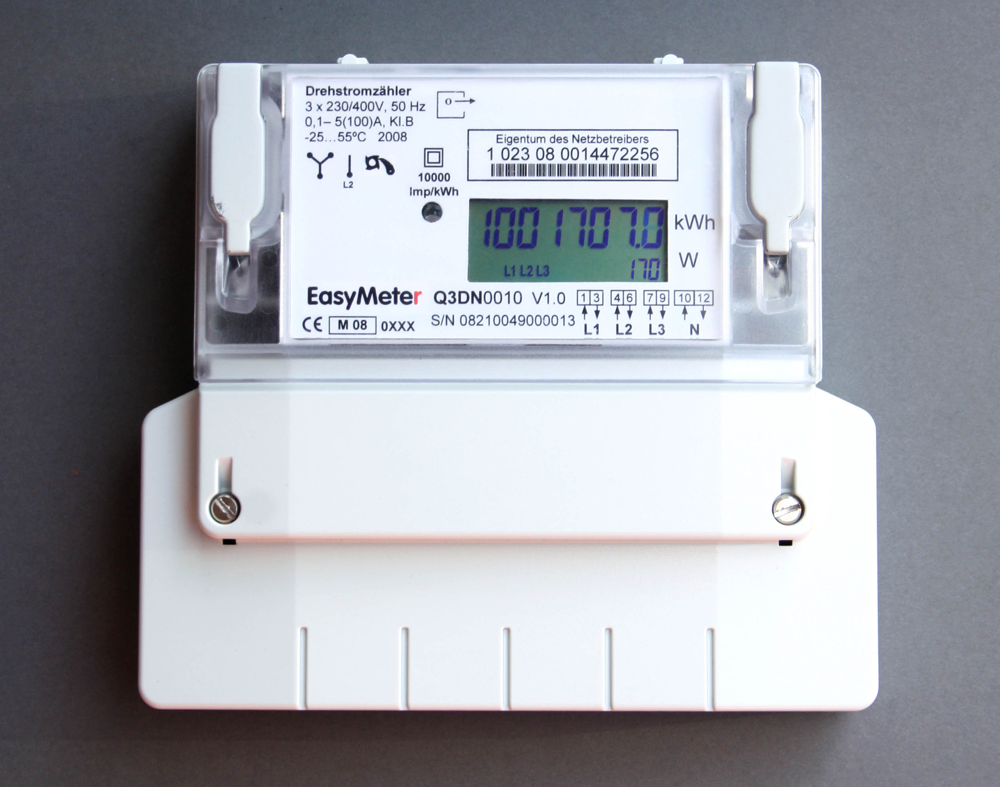 Drehstromzähler
3 x 230/400V, 50 Hz
0,1– 5(100)A, Kl.B
-25...55ºC 2008
L2
10000
Imp/kWh
Eigentum des Netzbetreibers
1 023 08 0014472256
1001707.0 kWh
W
L1 L2 L3 170
EasyMeter Q3DN0010 V1.0 1 3 4 6 7 9 10 12
CE M 08 0XXX S/N 08210049000013
L1 L2 L3 N